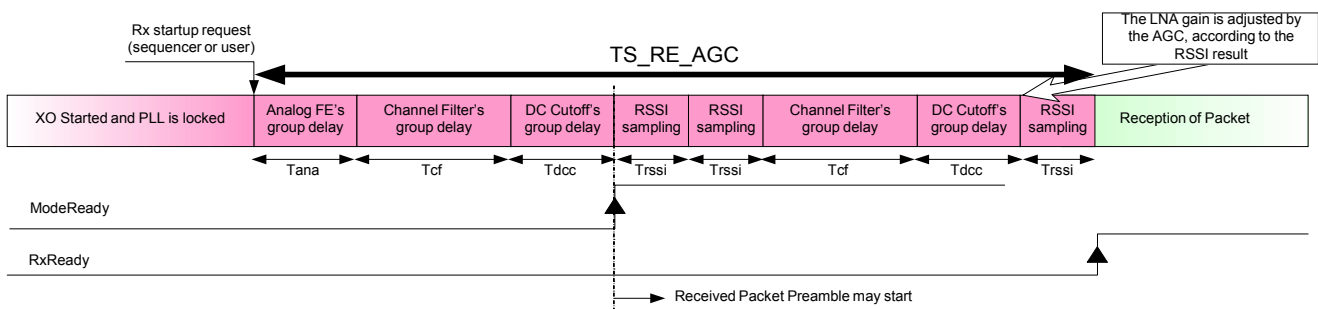 Rx startup request
(sequencer or user)
TS_RE_AGC
The LNA gain is adjusted by
the AGC, according to the
RSSI result
XO Started and PLL is locked
Analog FE's
group delay
Channel Filter's
group delay
DC Cutoff's
group delay
RSSI
sampling
RSSI
sampling
Channel Filter's
group delay
DC Cutoff's
group delay
RSSI
sampling
Reception of Packet
Tana
Tcf
Tdcc
Trssi
Trssi
Tcf
Tdcc
Trssi
ModeReady
RxReady
Received Packet Preamble may start